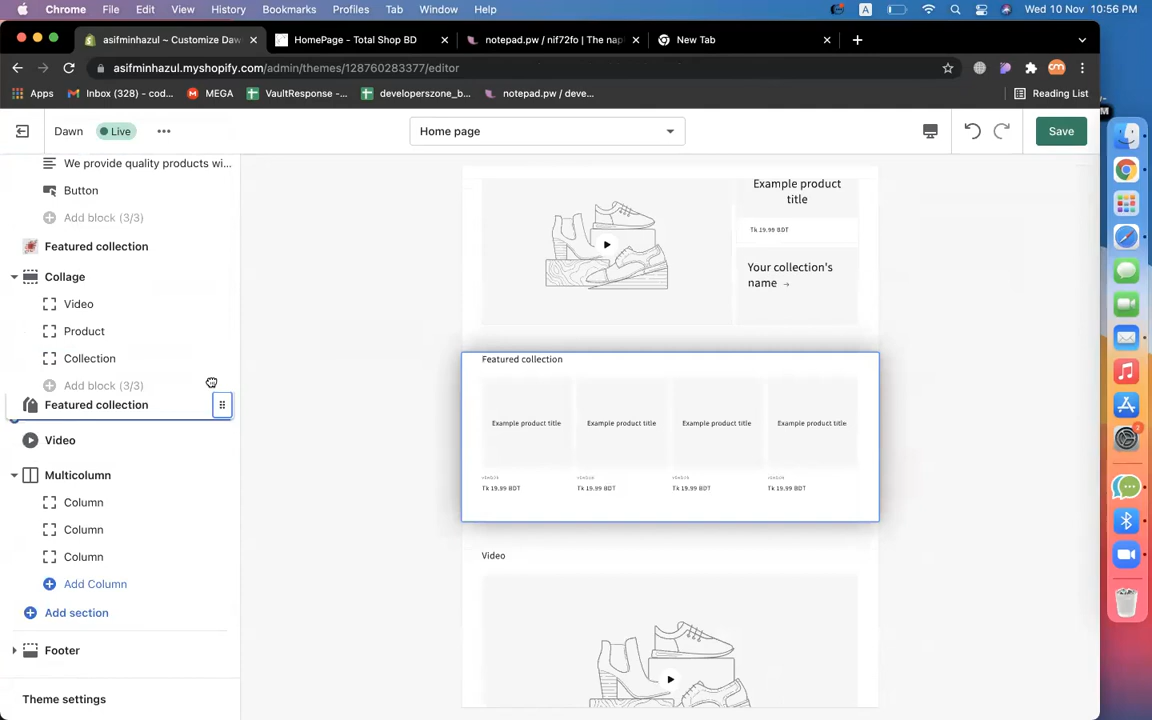 Chrome File Edit View History Bookmarks Profiles Tab Window Help A Wed 10 Nov 10:56 PM
asifminhazul ~ Customize Daw HomePage - Total Shop BD notepad.pw / nif72fo | The nap New Tab
asifminhazul.myshopify.com/admin/themes/128760283377/editor
Apps Inbox (328) - cod... MEGA VaultResponse -... developerszone_b... notepad.pw / deve... Reading List
Dawn Live Home page Save
We provide quality products wi...
Button
Add block (3/3)
Featured collection
Collage
Video
Product
Collection
Add block (3/3)
Featured collection
Video
Multicolumn
Column
Column
Column
Add Column
Add section
Footer
Theme settings
Example product
title
Tk 19.99 BDT
Your collection's
name →
Featured collection
Example product title Example product title Example product title Example product title
VENDOR VENDOR VENDOR VENDOR
Tk 19.99 BDT Tk 19.99 BDT Tk 19.99 BDT Tk 19.99 BDT
Video
2